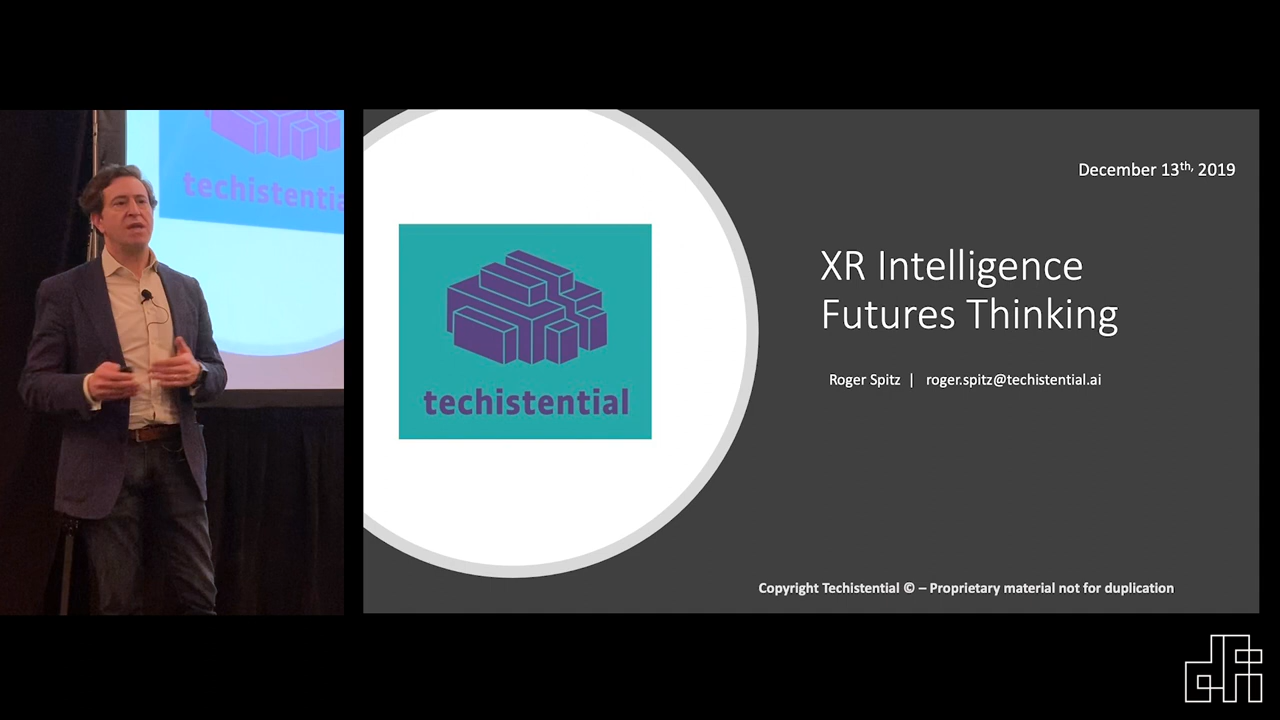 techistentia
December 13th, 2019
XR Intelligence
Futures Thinking
Roger Spitz | roger.spitz@techistential.ai
techistential
Copyright Techistential © – Proprietary material not for duplication
dfi